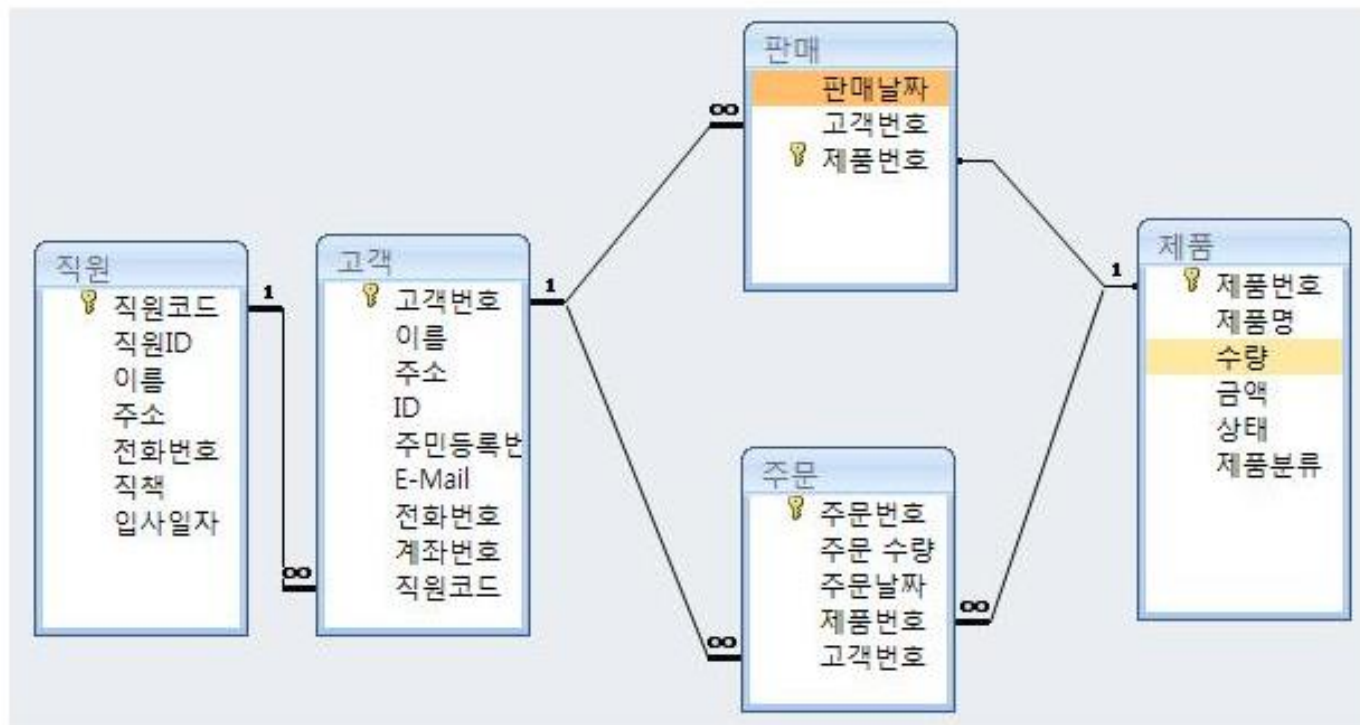 직원
직원코드
직원ID
이름
주소
전화번호
직책
입사일자
1
∞
고객
고객번호
이름
주소
ID
주민등록번
E-Mail
전화번호
계좌번호
직원코드
1
∞
∞
판매
판매날짜
고객번호
제품번호
주문
주문번호
주문 수량
주문날짜
제품번호
고객번호
∞
1
제품
제품번호
제품명
수량
금액
상태
제품분류